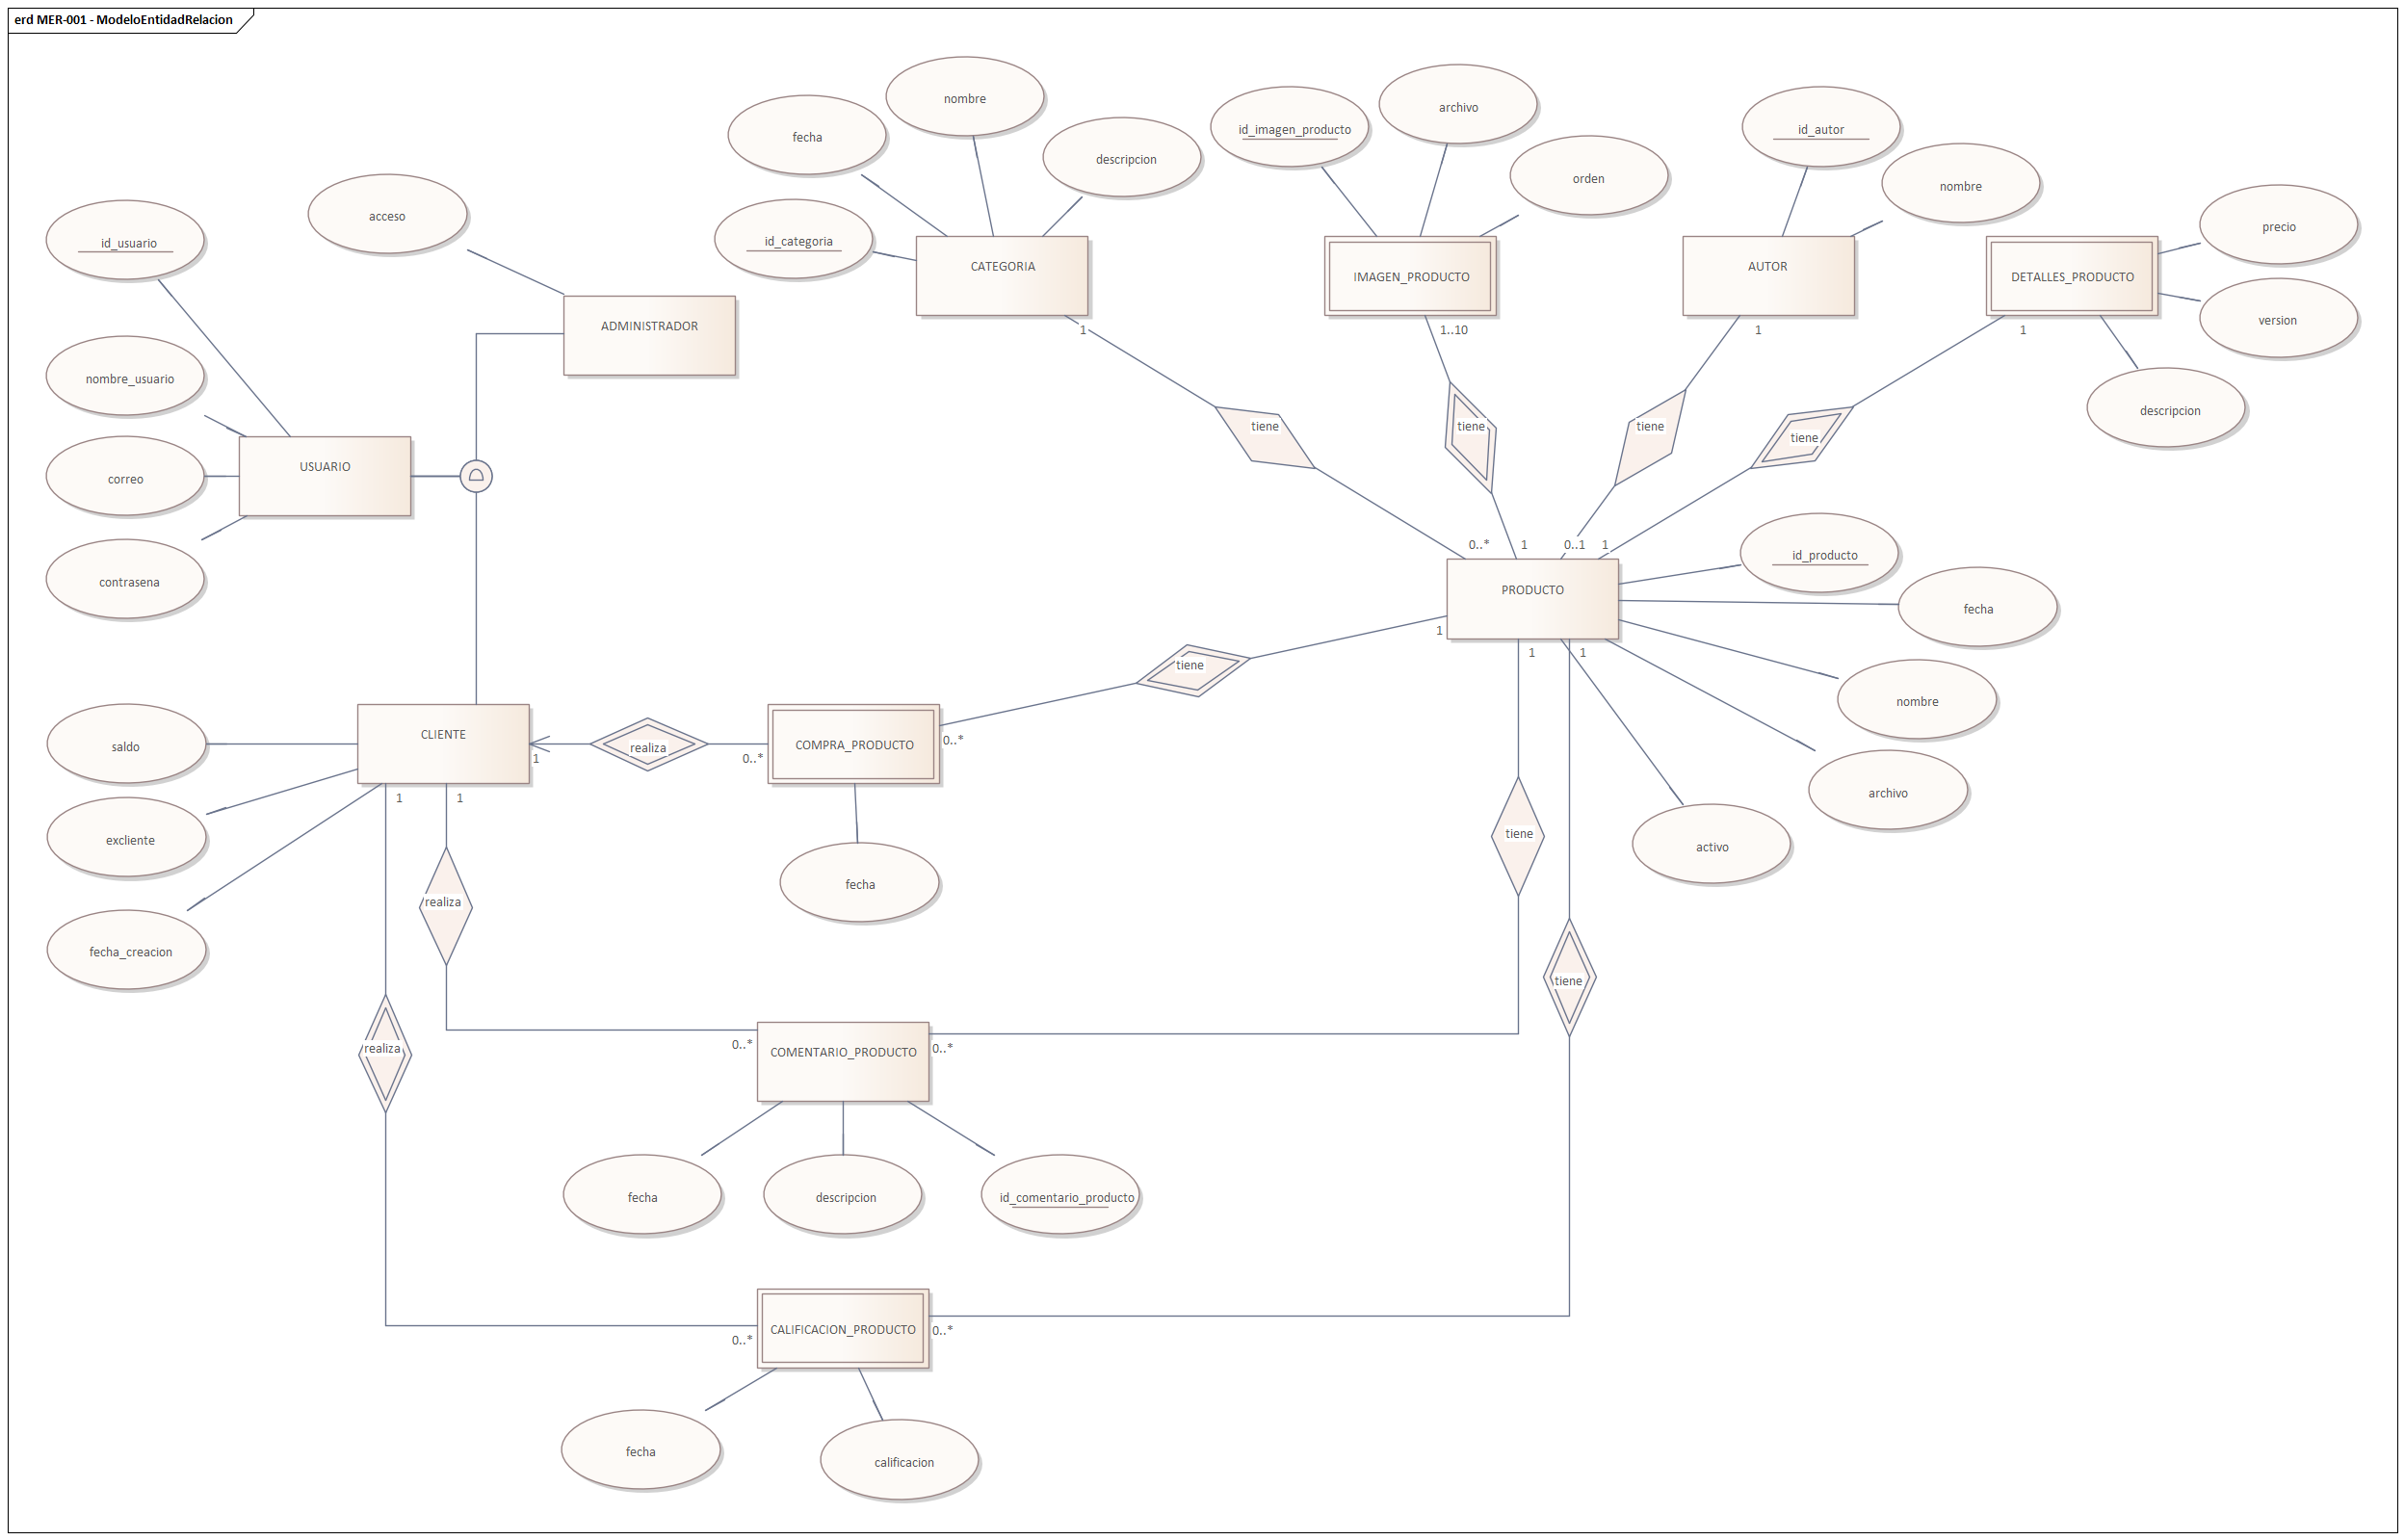 erd MER-001 - ModeloEntidadRelacion
nombre
archivo
fecha
id_imagen_producto
id_autor
descripcion
orden
nombre
acceso
precio
id_usuario
id_categoria
CATEGORIA
IMAGEN_PRODUCTO
AUTOR
DETALLES_PRODUCTO
version
ADMINISTRADOR
1
1..10
1
1
nombre_usuario
descripcion
tiene
tiene
tiene
tiene
USUARIO
correo
0..*
1
0..1
1
id_producto
contrasena
PRODUCTO
fecha
1
tiene
1
1
nombre
CLIENTE
saldo
realiza
COMPRA_PRODUCTO
0..*
1
0..*
archivo
1
1
excliente
tiene
activo
fecha
realiza
fecha_creacion
tiene
realiza
0..*
COMENTARIO_PRODUCTO
0..*
fecha
descripcion
id_comentario_producto
0..*
CALIFICACION_PRODUCTO
0..*
fecha
calificacion